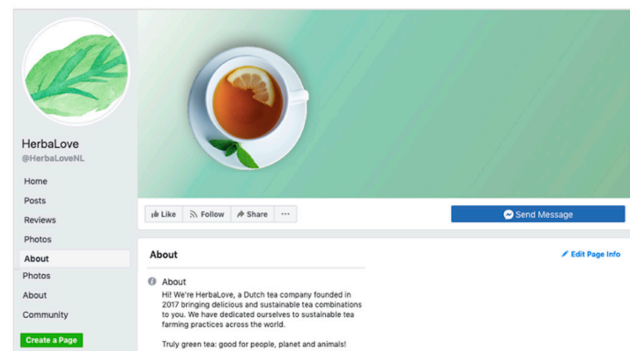 HerbaLove
@HerbaLoveNL
Home
Posts
Reviews
Photos
About
Photos
About
Community
Create a Page
Like Follow Share ...
Send Message
About
Edit Page Info
About
Hi! We're HerbaLove, a Dutch tea company founded in
2017 bringing delicious and sustainable tea combinations
to you. We have dedicated ourselves to sustainable tea
farming practices across the world.
Truly green tea: good for people, planet and animals!